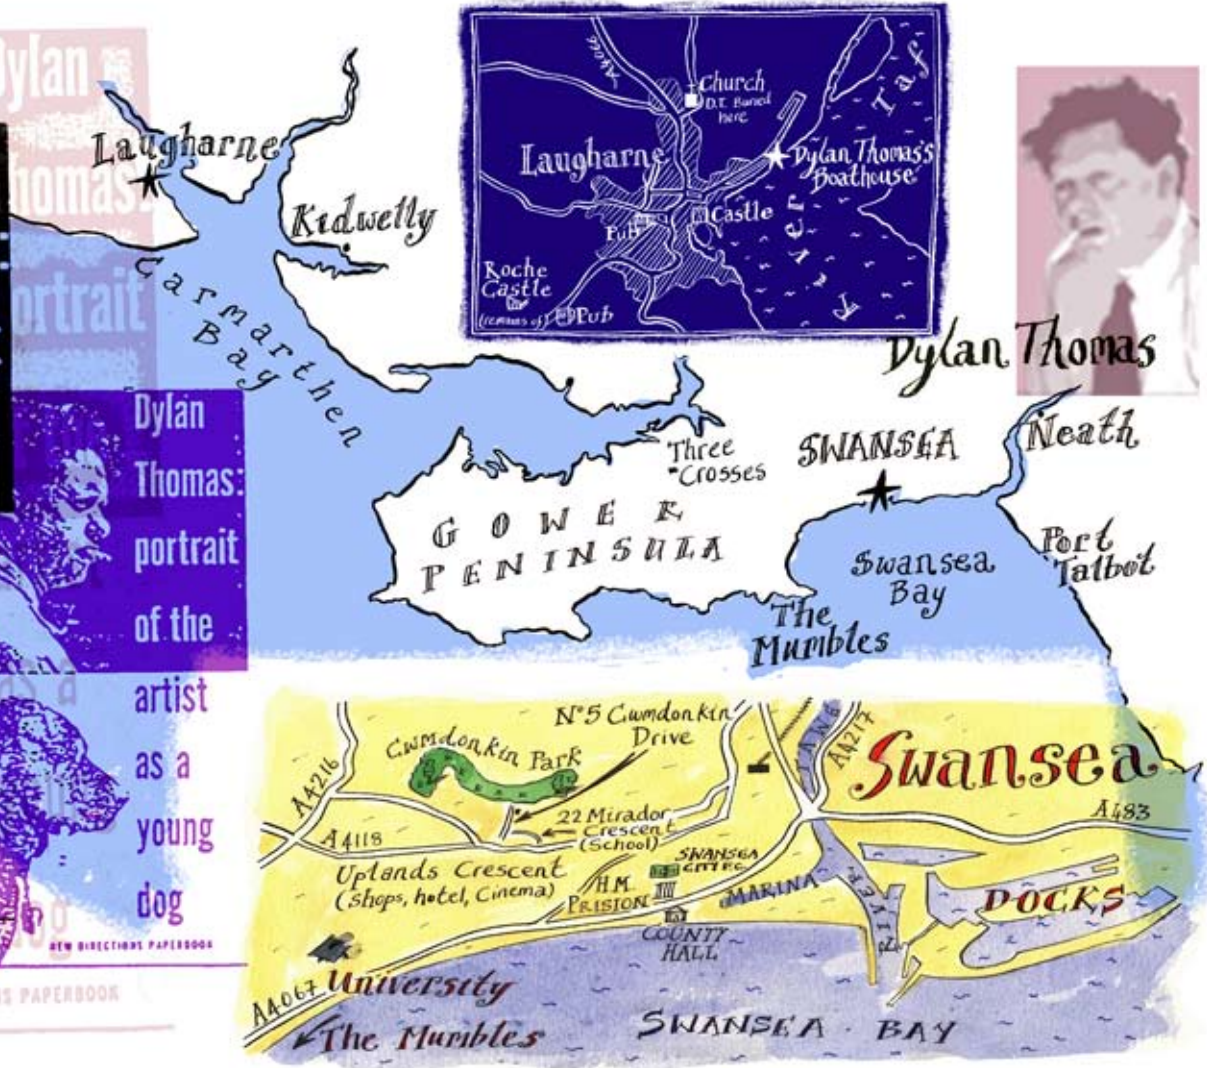 Dylan
Thomas:
portrait
Dylan
Thomas:
portrait
of the
artist
as a
young
dog
NEW DIRECTIONS PAPERBOOK
PAPERBOOK
Laugharne
Kidwelly
Carmarthen
Bay
A4066
Church
D.T. Buried
here
Taf
Laugharne
Dylan Thomas's
Boathouse
Castle
Pub
River
Roche
Castle
(remains of)
Pub
Dylan Thomas
Three
Crosses
GOWER
PENINSULA
SWANSEA
Neath
Port
Talbot
Swansea
Bay
The
Mumbles
Nº5 Cwmdonkin
Drive
Cwmdonkin Park
A4216
A4217
Swansea
A483
22 Mirador
Crescent
(School)
A4118
Uplands Crescent
(shops, hotel, Cinema)
SWANSEA
CITY F.C.
H.M.
PRISION
MARINA
RIVER
DOCKS
COUNTY
HALL
University
A4067
The Mumbles
SWANSEA BAY